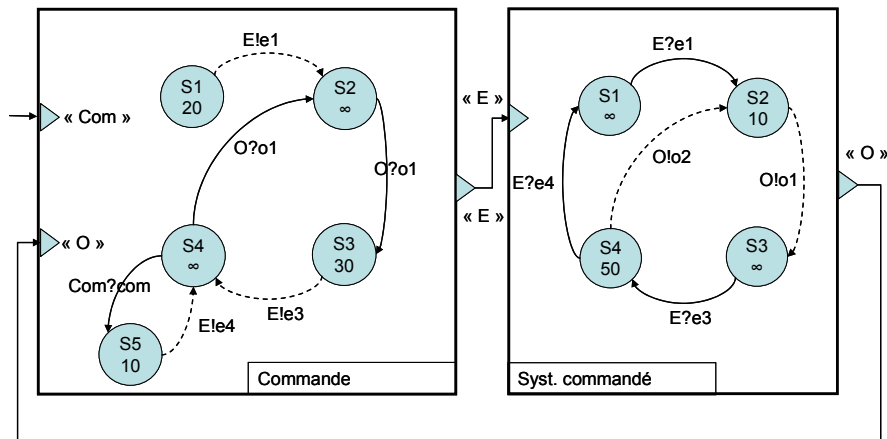 « Com »
« O »
E!e1
S1
20
S2
∞
O?o1
O?o1
S4
∞
S3
30
Com?com
E!e4
E!e3
S5
10
Commande
« E »
« E »
E?e1
S1
∞
S2
10
O!o2
E?e4
O!o1
S4
50
S3
∞
E?e3
Syst. commandé
« O »